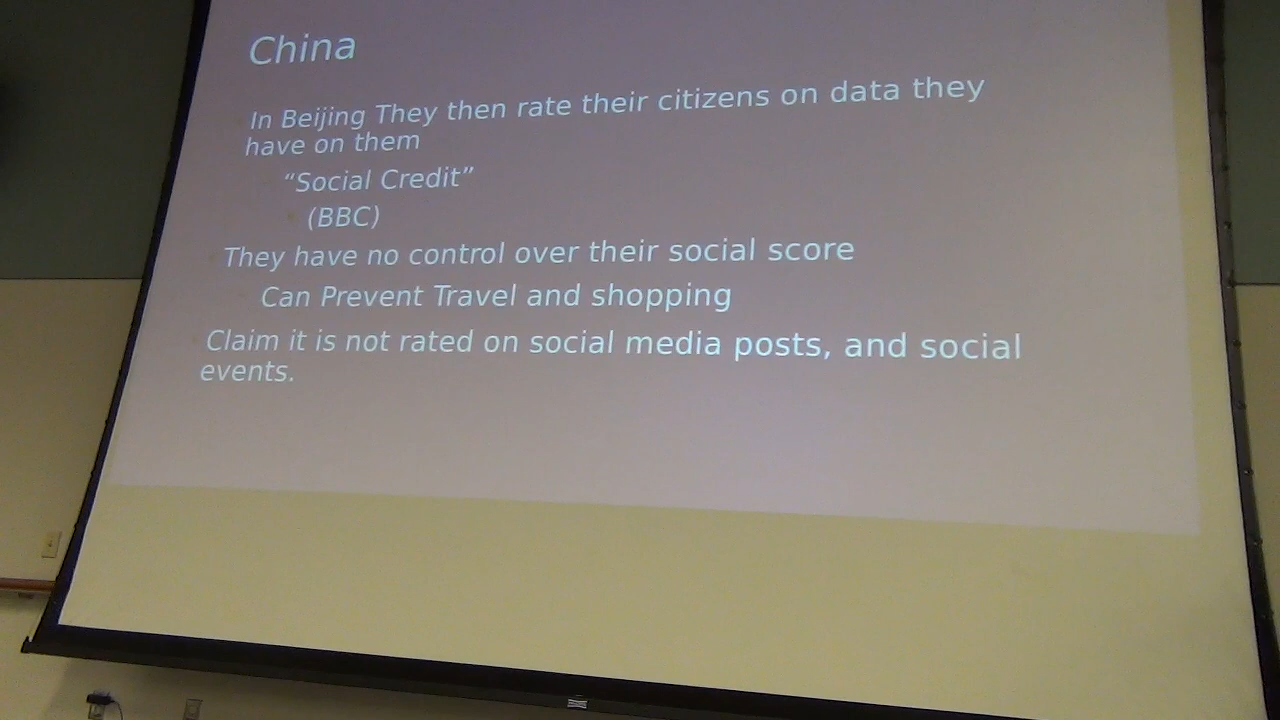 China
In Beijing They then rate their citizens on data they
have on them
“Social Credit”
(BBC)
They have no control over their social score
Can Prevent Travel and shopping
Claim it is not rated on social media posts, and social
events.